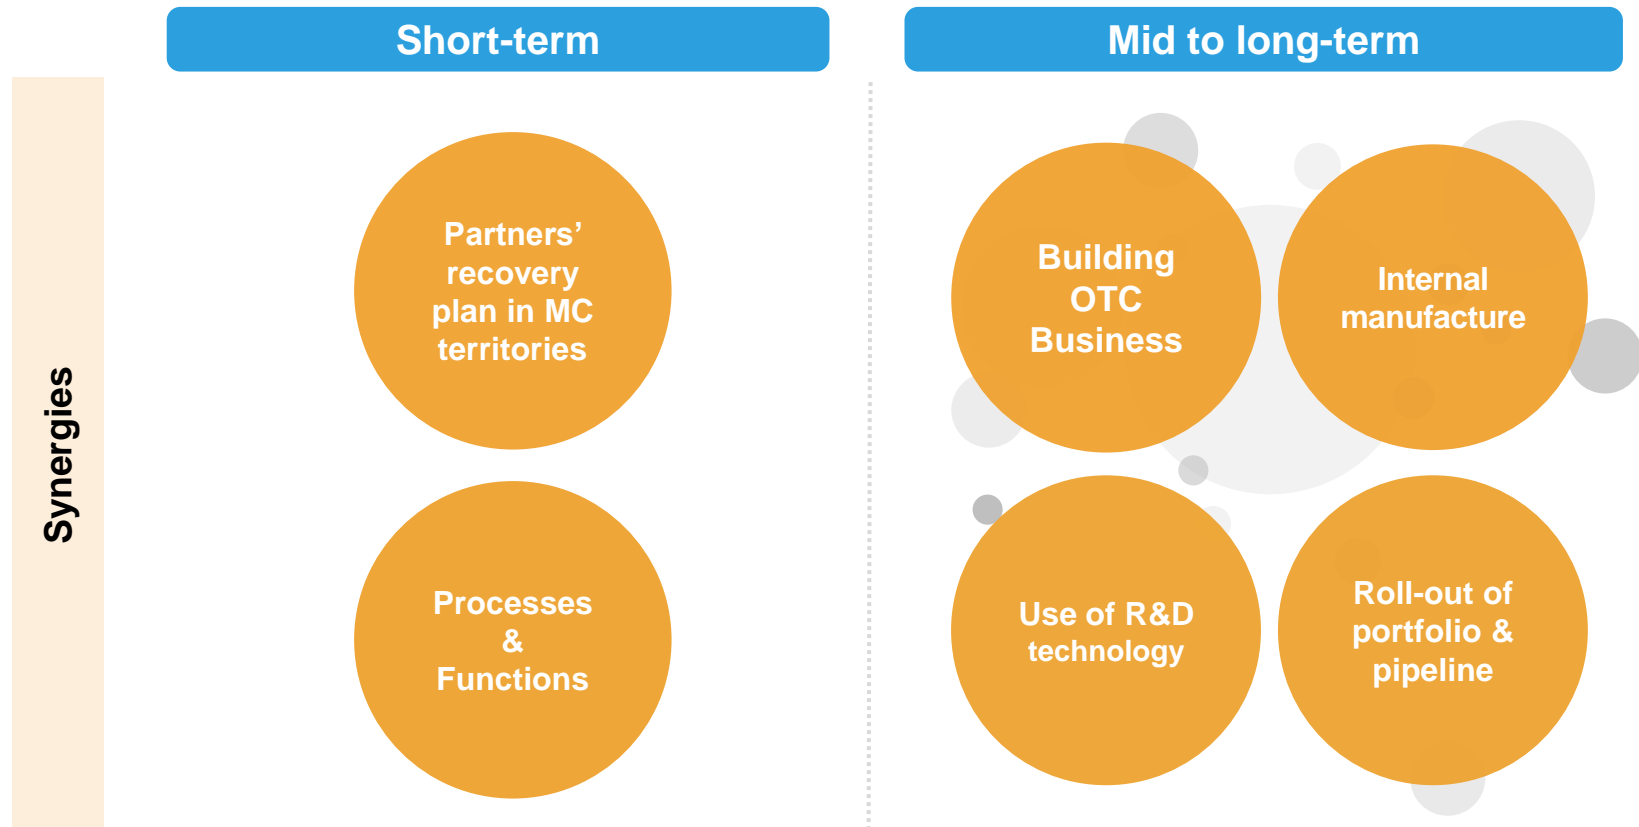 Short-term
Mid to long-term
Synergies
Partners’
recovery
plan in MC
territories
Processes
&
Functions
Building
OTC
Business
Internal
manufacture
Use of R&D
technology
Roll-out of
portfolio &
pipeline